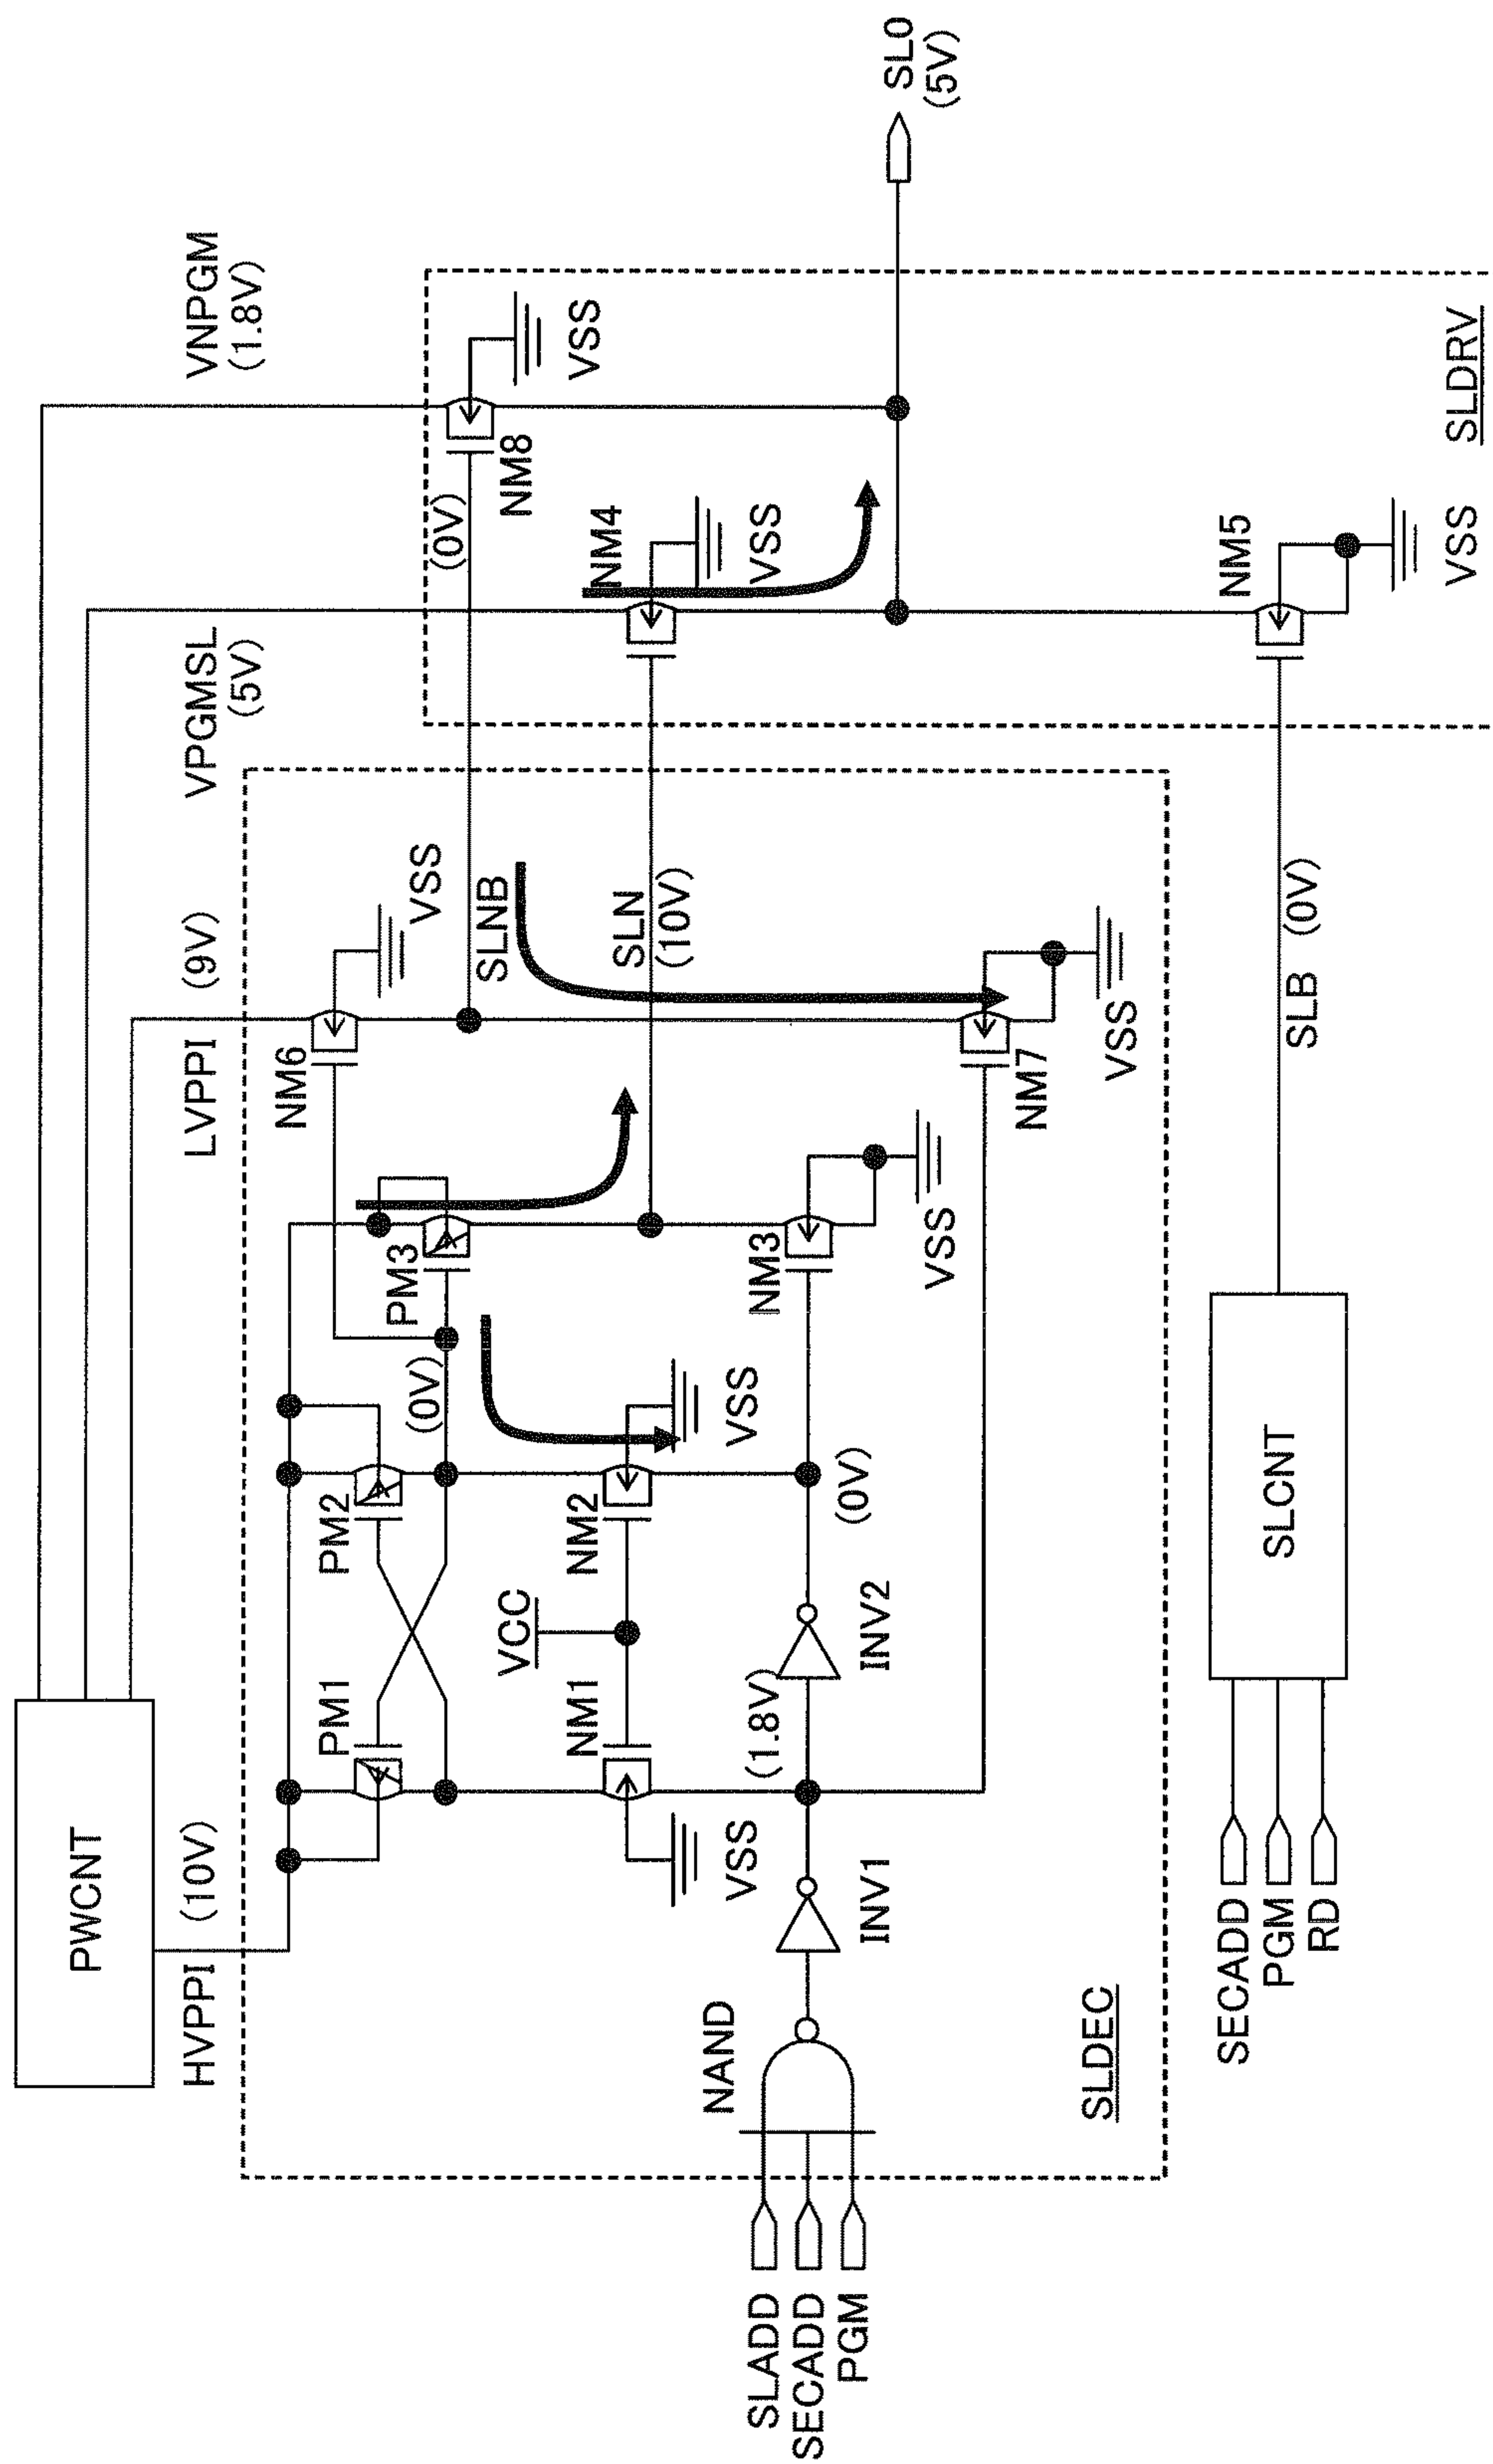 PWCNT
HVPPI (10V)
LVPPI (9V)
VPGMSL
(5V)
VNPGM
(1.8V)
PM1
PM2
(0V)
PM3
NM6
VSS
SLNB
(0V)
NM8
VSS
VCC
NM1
NM2
VSS
VSS
SLN
(10V)
NM4
VSS
SLADD
SECADD
PGM
NAND
INV1
(1.8V)
INV2
(0V)
NM3
VSS
NM7
VSS
SL0
(5V)
SLDEC
SECADD
PGM
RD
SLCNT
SLB (0V)
NM5
VSS
SLDRV